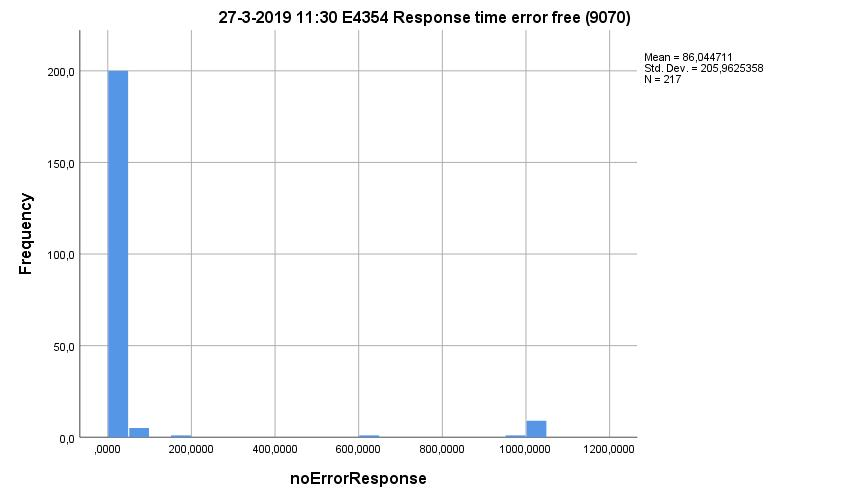 27-3-2019 11:30 E4354 Response time error free (9070)
Mean = 86,044711
Std. Dev. = 205,9625358
N = 217
200,0
150,0
100,0
50,0
0,0
Frequency
,0000 200,0000 400,0000 600,0000 800,0000 1000,0000 1200,0000
noErrorResponse